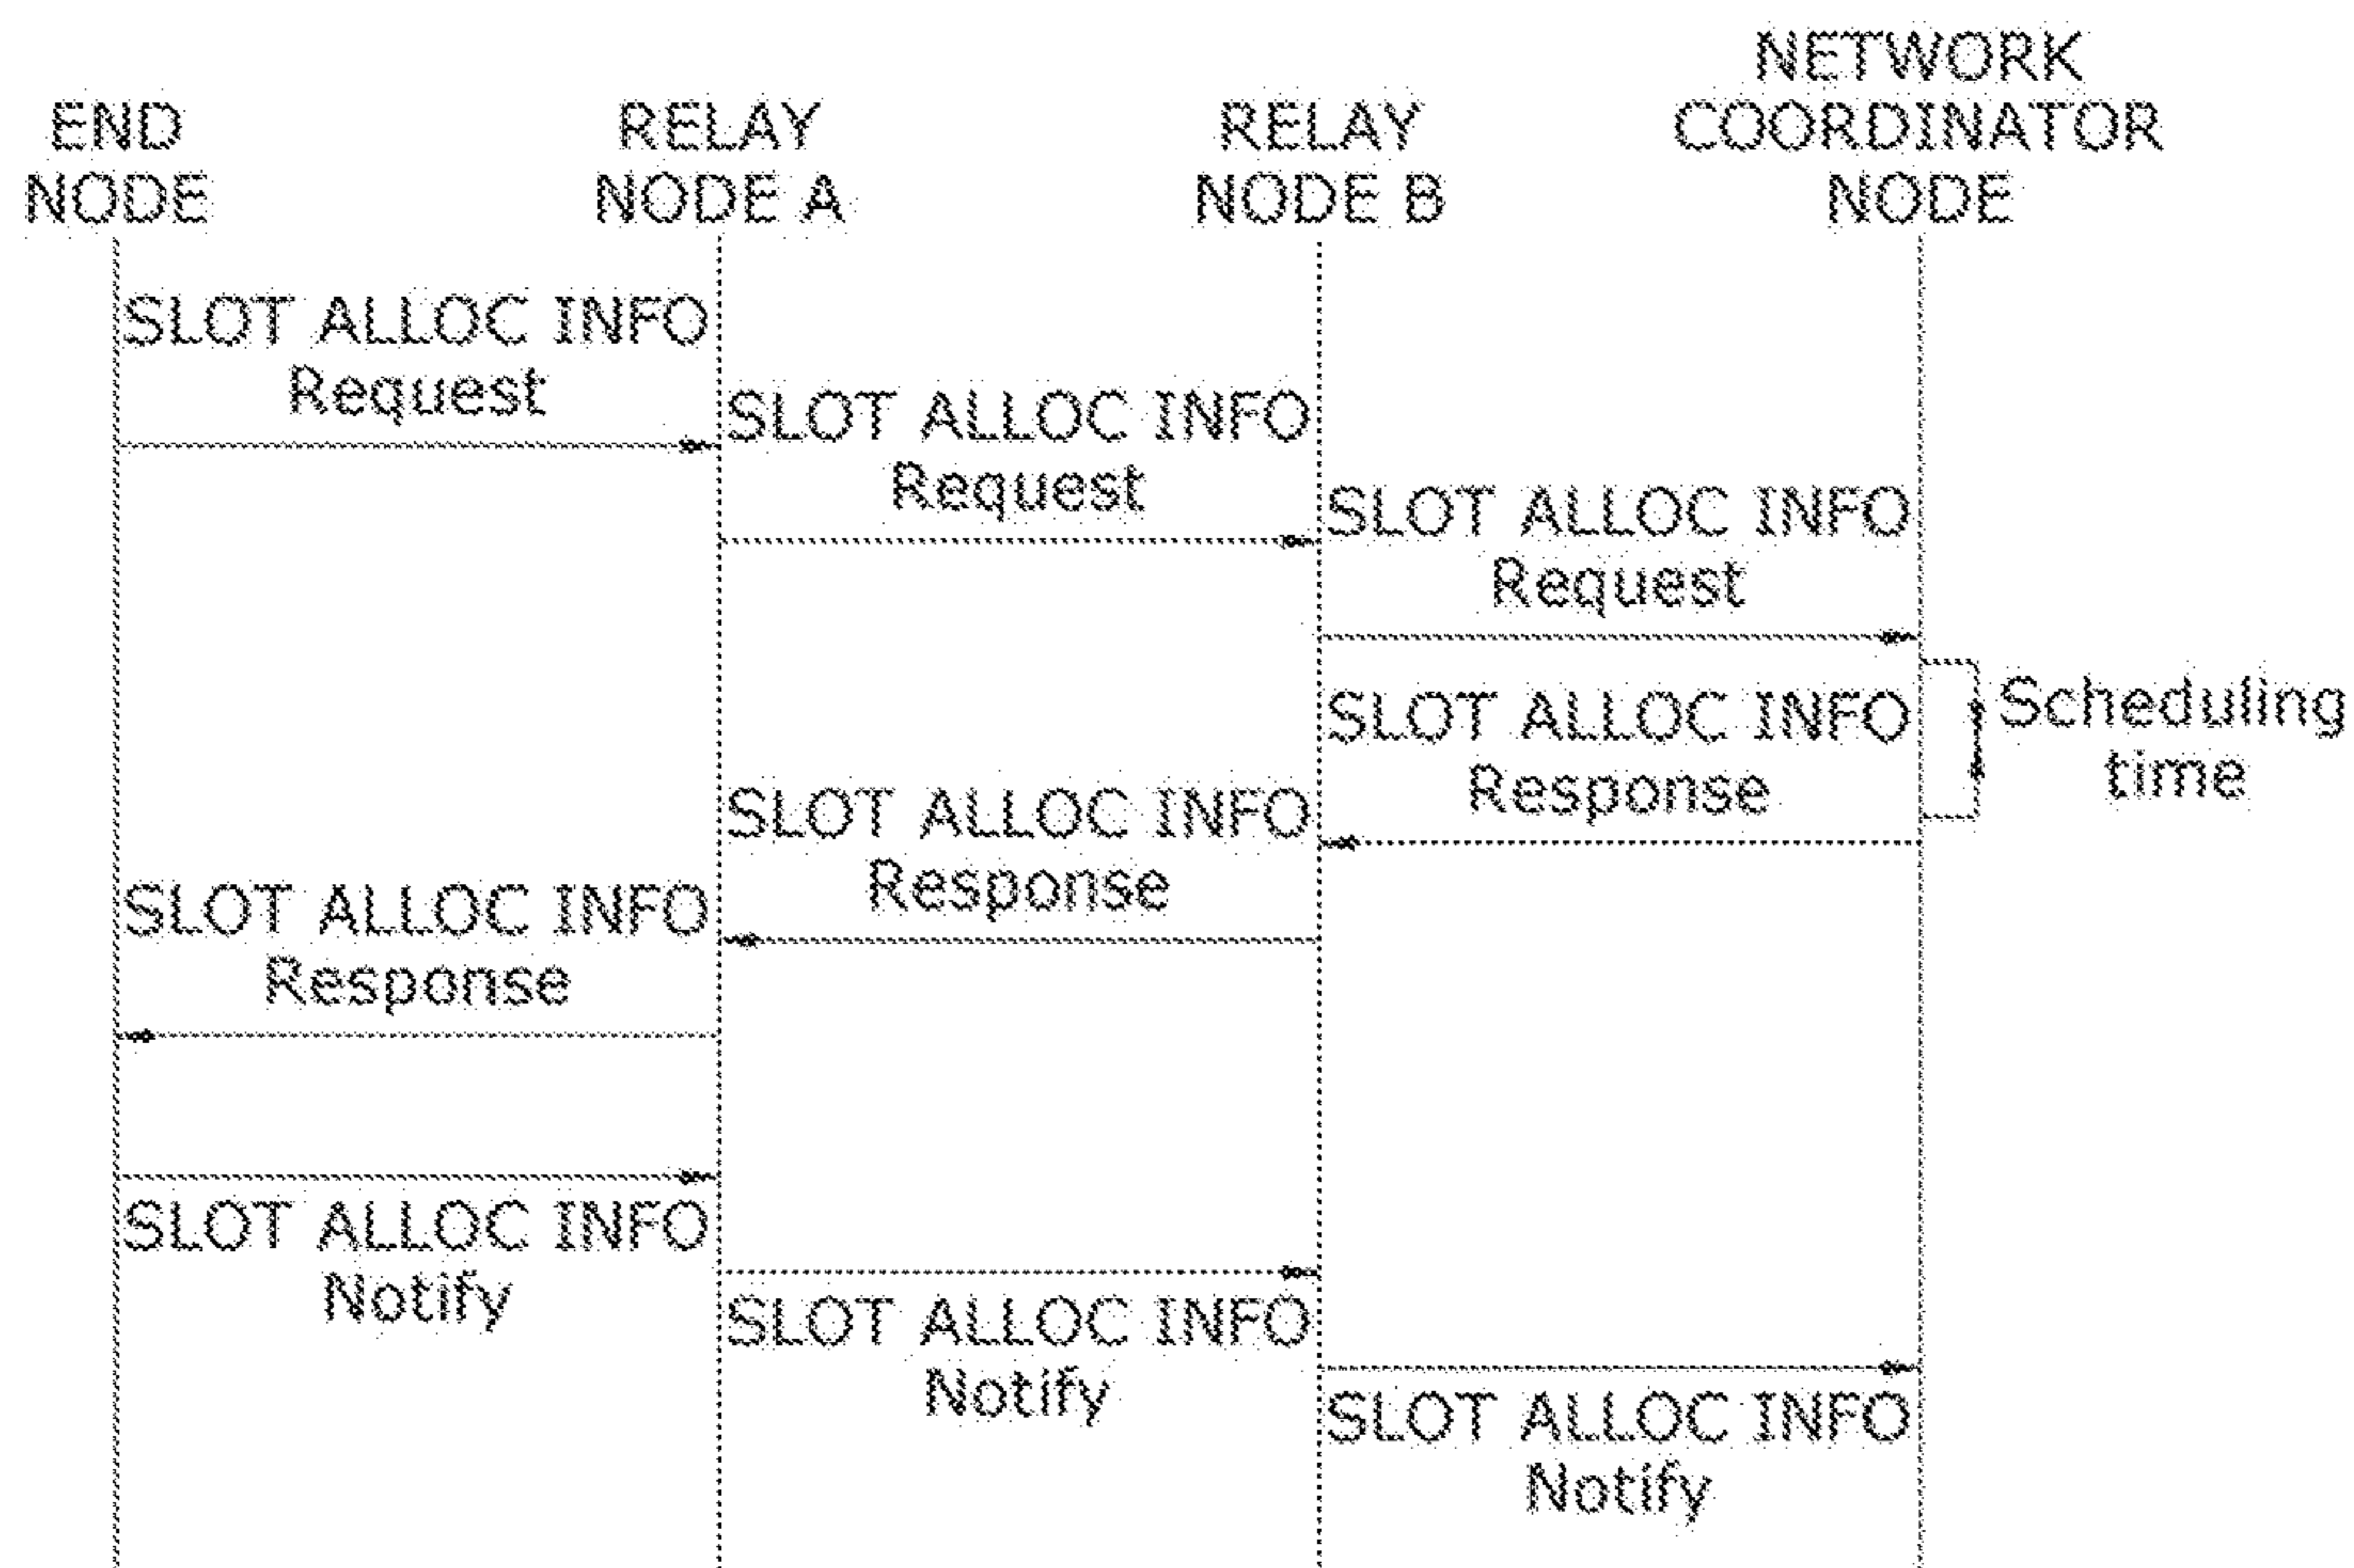 END
NODE
RELAY
NODE A
RELAY
NODE B
NETWORK
COORDINATOR
NODE
SLOT ALLOC INFO
Request
SLOT ALLOC INFO
Request
SLOT ALLOC INFO
Request
Scheduling
time
SLOT ALLOC INFO
Response
SLOT ALLOC INFO
Response
SLOT ALLOC INFO
Response
SLOT ALLOC INFO
Notify
SLOT ALLOC INFO
Notify
SLOT ALLOC INFO
Notify